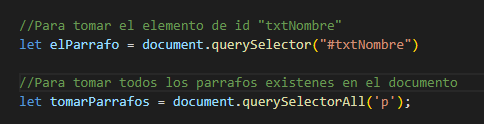 //Para tomar el elemento de id "txtNombre"
let elParrafo = document.querySelector("#txtNombre")
//Para tomar todos los parrafos existenes en el documento
let tomarParrafos = document.querySelectorAll('p');